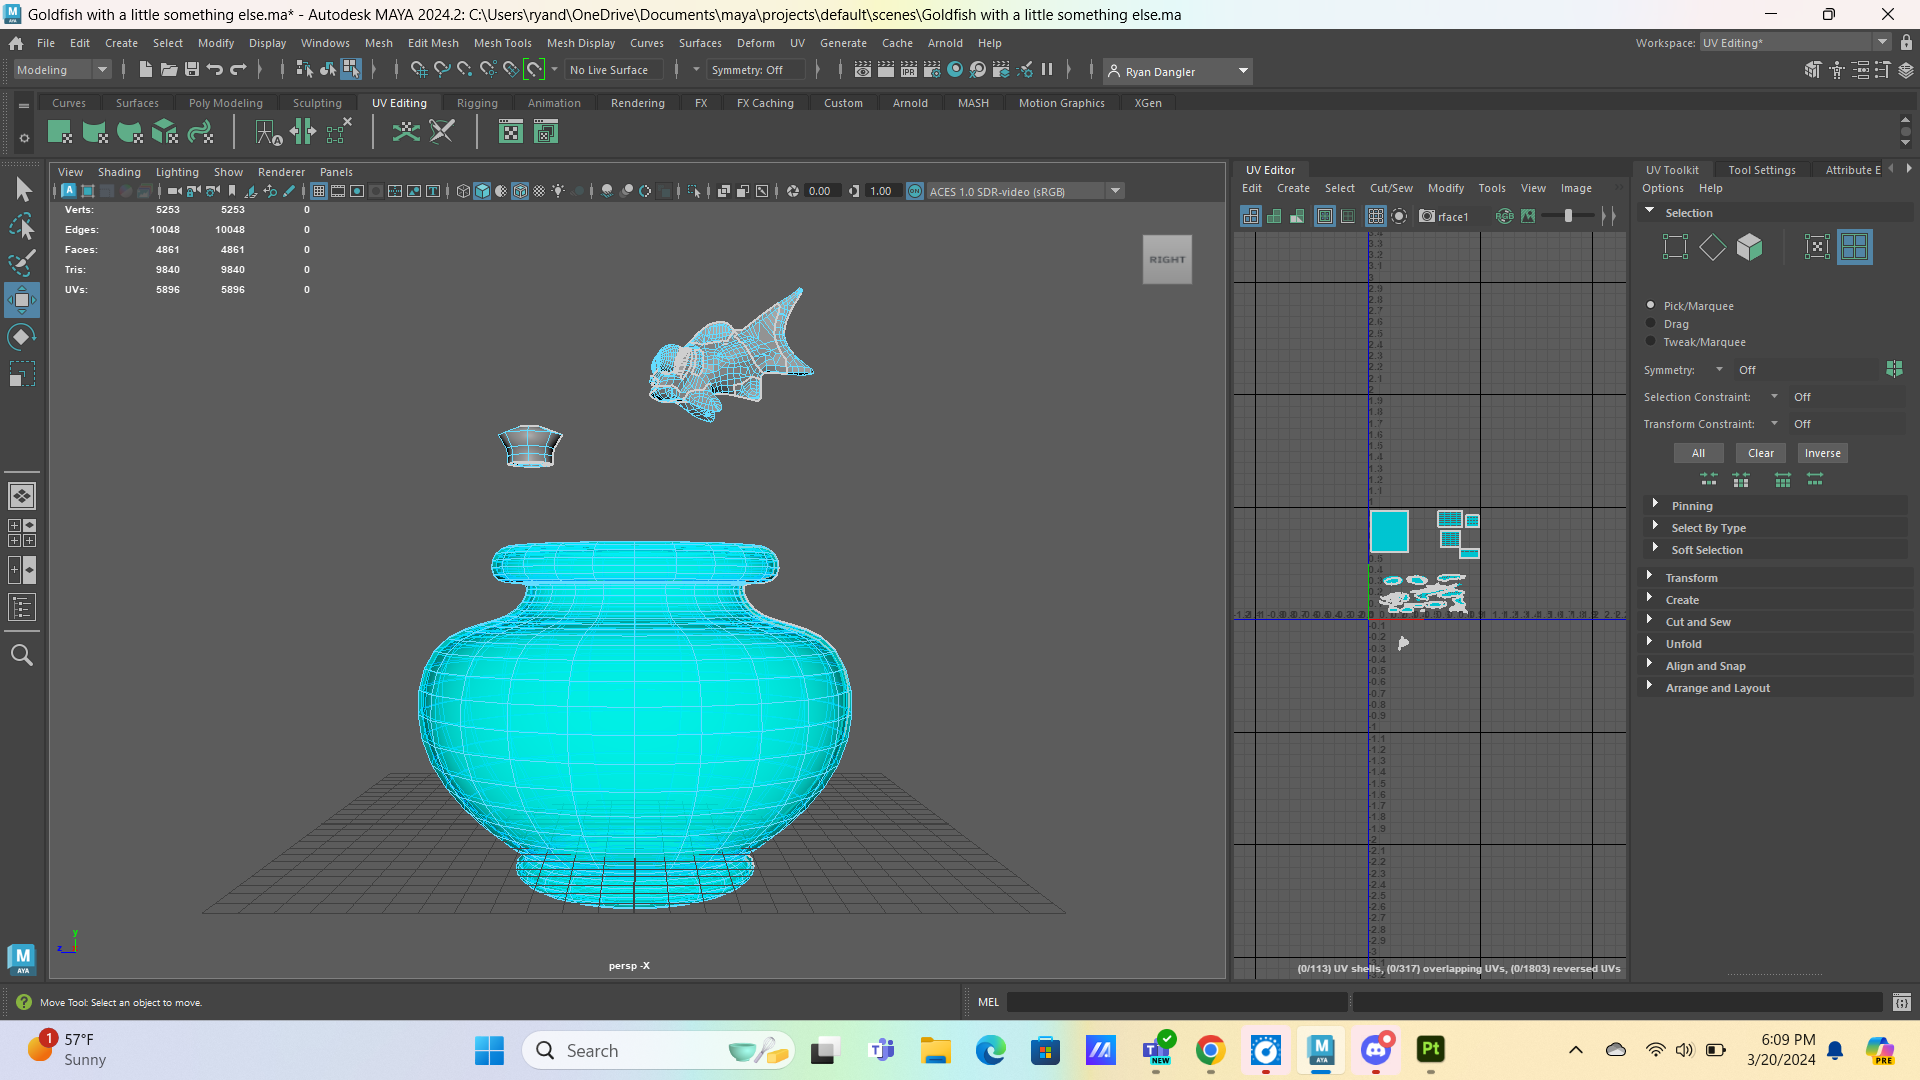 Goldfish with a little something else.ma* - Autodesk MAYA 2024.2: C:\Users\ryand\OneDrive\Documents\maya\projects\default\scenes\Goldfish with a little something else.ma
File Edit Create Select Modify Display Windows Mesh Edit Mesh Mesh Tools Mesh Display Curves Surfaces Deform UV Generate Cache Arnold Help
Workspace: UV Editing*
Modeling
No Live Surface
Symmetry: Off
IPR
Ryan Dangler
Curves Surfaces Poly Modeling Sculpting UV Editing Rigging Animation Rendering FX FX Caching Custom Arnold MASH Motion Graphics XGen
View Shading Lighting Show Renderer Panels
0.00 1.00 ON ACES 1.0 SDR-video (sRGB)
Verts: 5253 5253 0
Edges: 10048 10048 0
Faces: 4861 4861 0
Tris: 9840 9840 0
UVs: 5896 5896 0
RIGHT
y
z
persp -X
UV Editor
Edit Create Select Cut/Sew Modify Tools View Image
rface1
(0/113) UV shells, (0/317) overlapping UVs, (0/1803) reversed UVs
UV Toolkit Tool Settings Attribute E
Options Help
Selection
Pick/Marquee
Drag
Tweak/Marquee
Symmetry: Off
Selection Constraint: Off
Transform Constraint: Off
All Clear Inverse
Pinning
Select By Type
Soft Selection
Transform
Create
Cut and Sew
Unfold
Align and Snap
Arrange and Layout
M
AYA
Move Tool: Select an object to move.
MEL
1
57°F
Sunny
Search
NEW
M
AYA
Pt
6:09 PM
3/20/2024
PRE